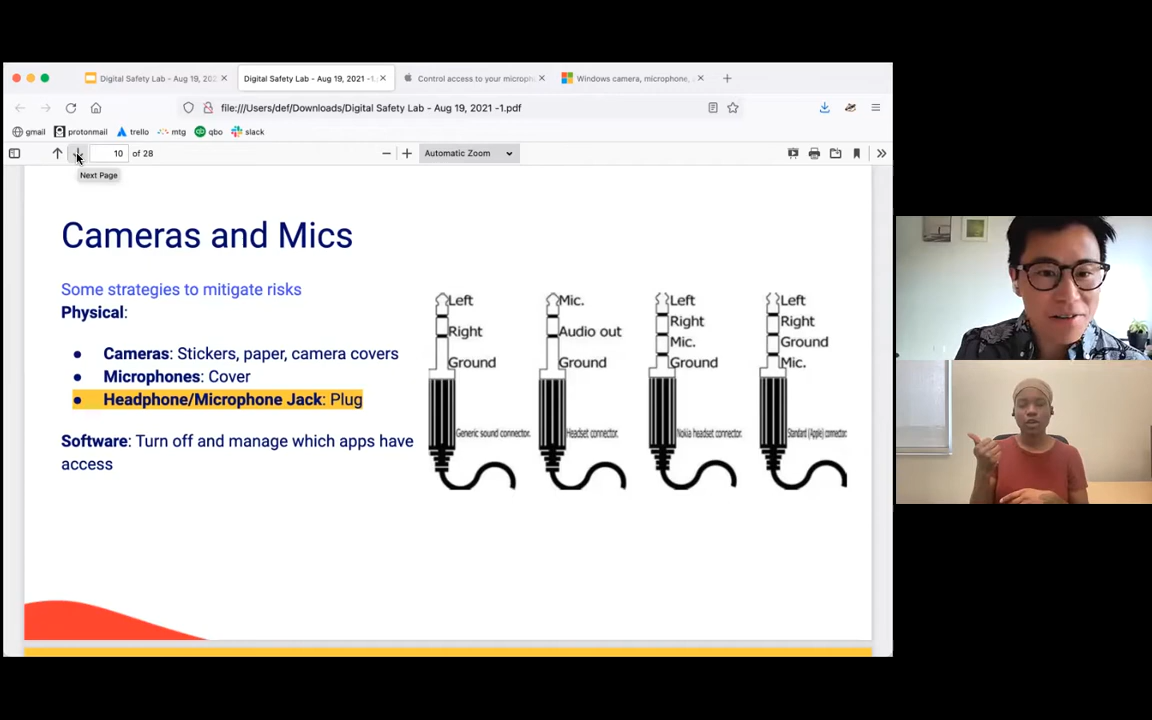 Digital Safety Lab - Aug 19, 202
Digital Safety Lab - Aug 19, 2021 -1.
Control access to your microph
Windows camera, microphone,
file:///Users/def/Downloads/Digital Safety Lab - Aug 19, 2021 -1.pdf
gmail protonmail trello mtg qbo slack
10 of 28
Automatic Zoom
Next Page
Cameras and Mics
Some strategies to mitigate risks
Physical:
● Cameras: Stickers, paper, camera covers
● Microphones: Cover
● Headphone/Microphone Jack: Plug
Software: Turn off and manage which apps have
access
Left
Right
Ground
Generic sound connector.
Mic.
Audio out
Ground
Headset connector.
Left
Right
Mic.
Ground
Nokia headset connector.
Left
Right
Ground
Mic.
Standard (Apple) connector.